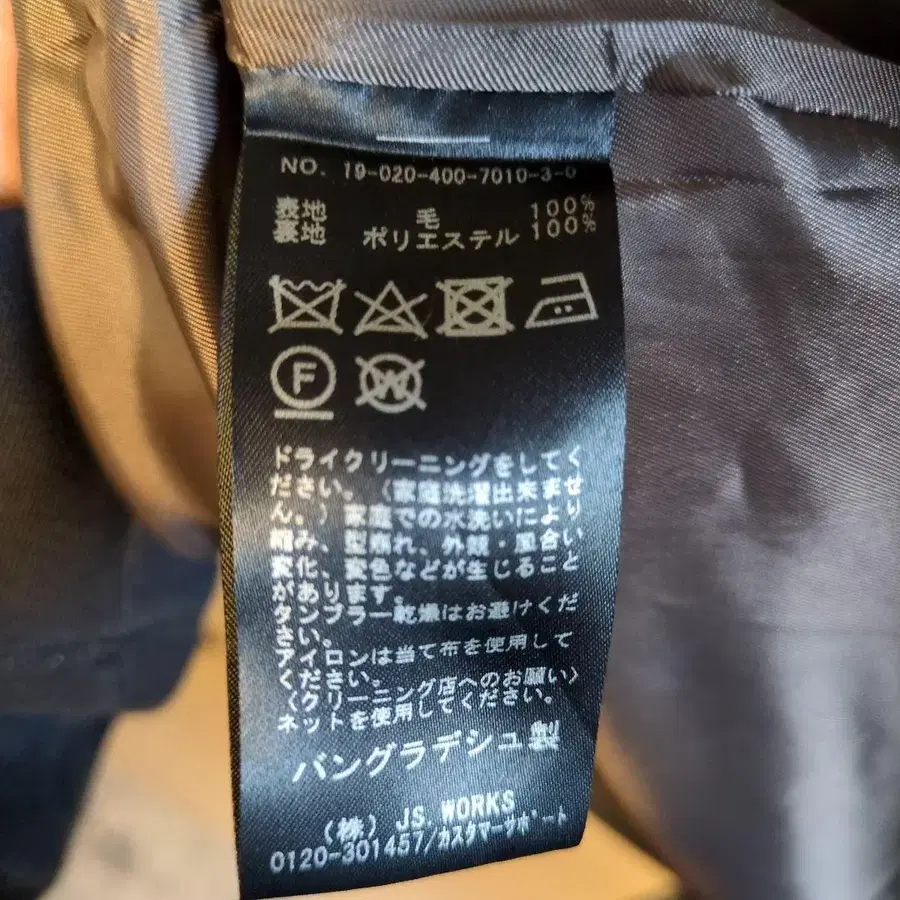 NO. 19-020-400-7010-3-0
表地 毛 100%
裏地 ポリエステル 100%
F
W
ドライクリーニングをしてく
ださい。（家庭洗濯出来ませ
ん。）家庭での水洗いにより
縮み、型崩れ、外観・風合い
変化、変色などが生じること
があります。
タンブラー乾燥はお避けくだ
さい。
アイロンは当て布を使用して
ください。
〈クリーニング店へのお願い〉
ネットを使用してください。
バングラデシュ製
（株） JS. WORKS
0120-301457/カスタマーサポート